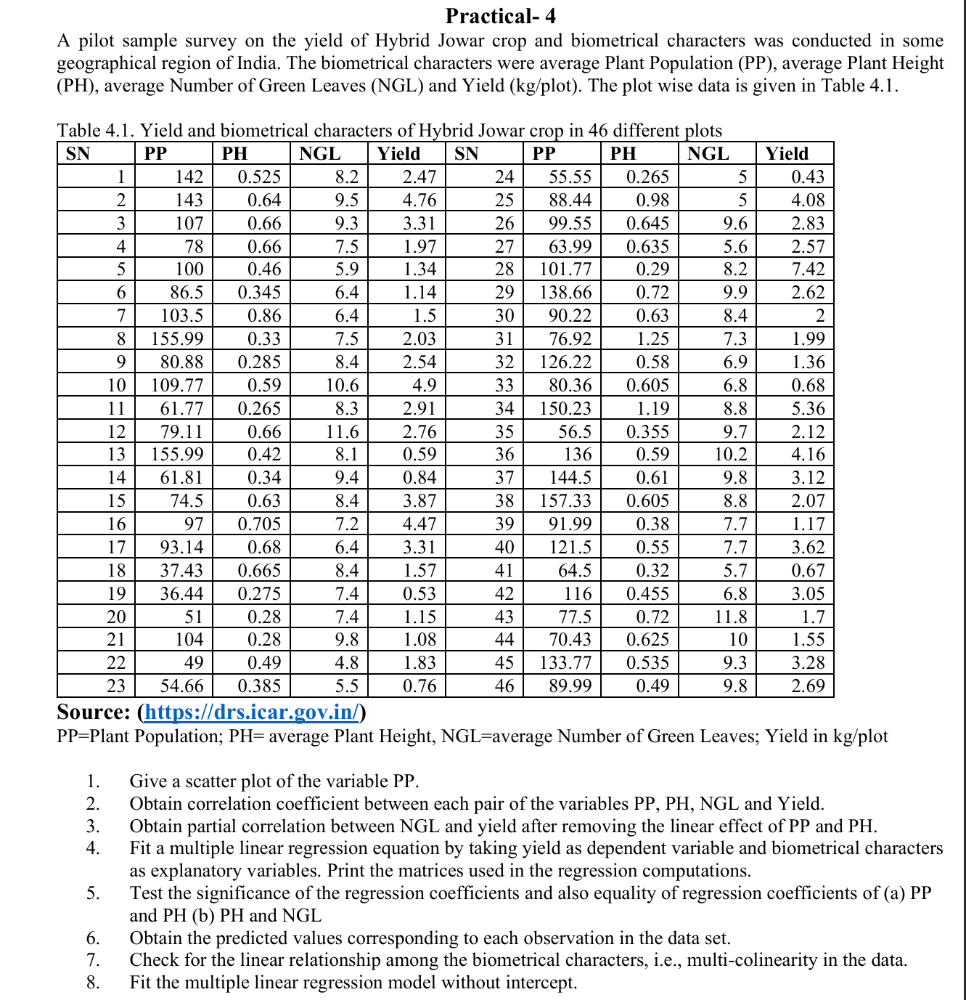 Practical- 4
A pilot sample survey on the yield of Hybrid Jowar crop and biometrical characters was conducted in some
geographical region of India. The biometrical characters were average Plant Population (PP), average Plant Height
(PH), average Number of Green Leaves (NGL) and Yield (kg/plot). The plot wise data is given in Table 4.1.
Table 4.1. Yield and biometrical characters of Hybrid Jowar crop in 46 different plots
SN PP PH NGL Yield SN PP PH NGL Yield
1 142 0.525 8.2 2.47 24 55.55 0.265 5 0.43
2 143 0.64 9.5 4.76 25 88.44 0.98 5 4.08
3 107 0.66 9.3 3.31 26 99.55 0.645 9.6 2.83
4 78 0.66 7.5 1.97 27 63.99 0.635 5.6 2.57
5 100 0.46 5.9 1.34 28 101.77 0.29 8.2 7.42
6 86.5 0.345 6.4 1.14 29 138.66 0.72 9.9 2.62
7 103.5 0.86 6.4 1.5 30 90.22 0.63 8.4 2
8 155.99 0.33 7.5 2.03 31 76.92 1.25 7.3 1.99
9 80.88 0.285 8.4 2.54 32 126.22 0.58 6.9 1.36
10 109.77 0.59 10.6 4.9 33 80.36 0.605 6.8 0.68
11 61.77 0.265 8.3 2.91 34 150.23 1.19 8.8 5.36
12 79.11 0.66 11.6 2.76 35 56.5 0.355 9.7 2.12
13 155.99 0.42 8.1 0.59 36 136 0.59 10.2 4.16
14 61.81 0.34 9.4 0.84 37 144.5 0.61 9.8 3.12
15 74.5 0.63 8.4 3.87 38 157.33 0.605 8.8 2.07
16 97 0.705 7.2 4.47 39 91.99 0.38 7.7 1.17
17 93.14 0.68 6.4 3.31 40 121.5 0.55 7.7 3.62
18 37.43 0.665 8.4 1.57 41 64.5 0.32 5.7 0.67
19 36.44 0.275 7.4 0.53 42 116 0.455 6.8 3.05
20 51 0.28 7.4 1.15 43 77.5 0.72 11.8 1.7
21 104 0.28 9.8 1.08 44 70.43 0.625 10 1.55
22 49 0.49 4.8 1.83 45 133.77 0.535 9.3 3.28
23 54.66 0.385 5.5 0.76 46 89.99 0.49 9.8 2.69
Source: (https://drs.icar.gov.in/)
PP=Plant Population; PH= average Plant Height, NGL=average Number of Green Leaves; Yield in kg/plot
1. Give a scatter plot of the variable PP.
2. Obtain correlation coefficient between each pair of the variables PP, PH, NGL and Yield.
3. Obtain partial correlation between NGL and yield after removing the linear effect of PP and PH.
4. Fit a multiple linear regression equation by taking yield as dependent variable and biometrical characters
as explanatory variables. Print the matrices used in the regression computations.
5. Test the significance of the regression coefficients and also equality of regression coefficients of (a) PP
and PH (b) PH and NGL
6. Obtain the predicted values corresponding to each observation in the data set.
7. Check for the linear relationship among the biometrical characters, i.e., multi-colinearity in the data.
8. Fit the multiple linear regression model without intercept.